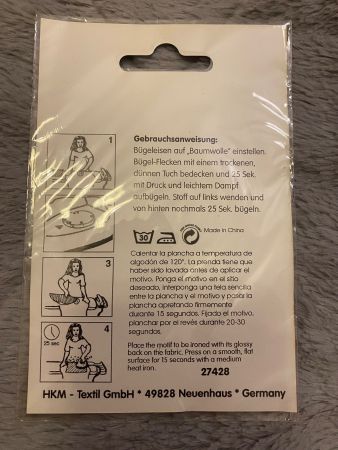 1
Gebrauchsanweisung:
Bügeleisen auf „Baumwolle" einstellen.
Bügel-Flecken mit einem trockenen,
dünnen Tuch bedecken und 25 Sek.
mit Druck und leichtem Dampf
aufbügeln. Stoff auf links wenden und
von hinten nochmals 25 Sek. bügeln.
30
Made in China
3
Calentar la plancha a temperatura de
algodón de 120°. La prenda tiene que
haber sido lavada antes de aplicar el
motivo. Ponga el motivo en el sitio
deseado, interponga una tela sencilla
entre la plancha y el motivo y pasar la
plancha apretando firmemente
durante 15 segundos. Fijado el motivo,
planchar por el revés durante 20-30
segundos.
4
25 sec
Place the motif to be ironed with its glossy
back on the fabric. Press on a smooth, flat
surface for 15 seconds with a medium
heat iron.
27428
HKM - Textil GmbH * 49828 Neuenhaus * Germany